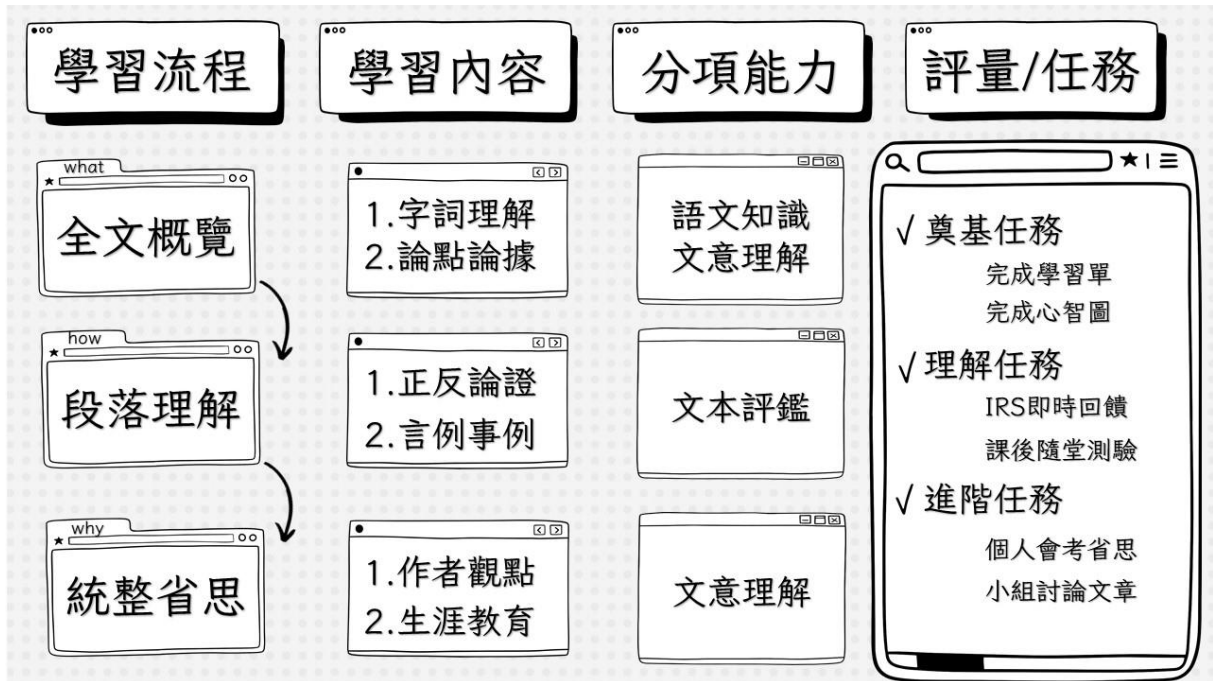 學習流程
學習內容
分項能力
評量/任務
what
全文概覽
1.字詞理解
2.論點論據
語文知識
文意理解
how
段落理解
1.正反論證
2.言例事例
文本評鑑
why
統整省思
1.作者觀點
2.生涯教育
文意理解
√ 奠基任務
完成學習單
完成心智圖
√ 理解任務
IRS即時回饋
課後隨堂測驗
√ 進階任務
個人會考省思
小組討論文章